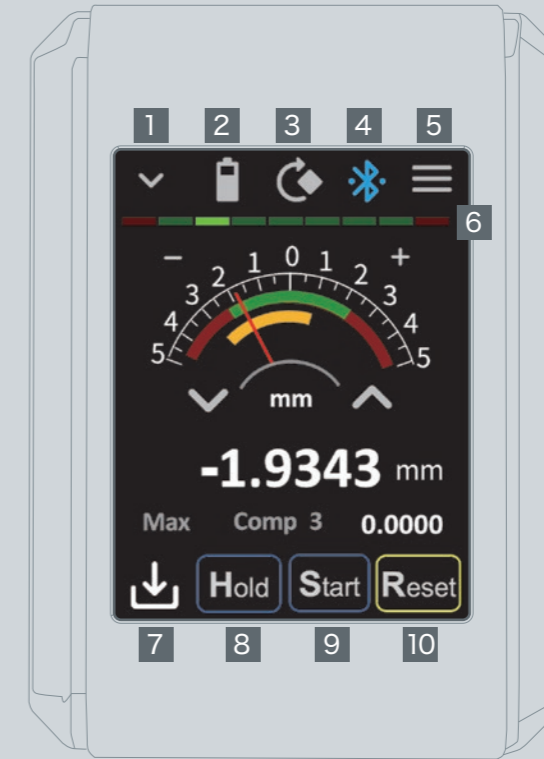 1 2 3 4 5
6
- +
5 4 3 2 1 0 1 2 3 4 5
mm
-1.9343 mm
Max Comp 3 0.0000
Hold Start Reset
7 8 9 10